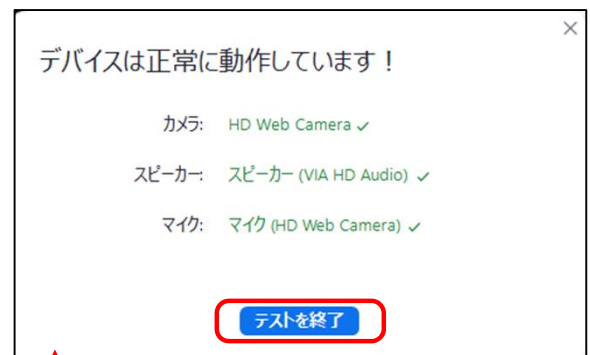 デバイスは正常に動作しています！
カメラ: HD Web Camera ✓
スピーカー: スピーカー (VIA HD Audio) ✓
マイク: マイク (HD Web Camera) ✓
テストを終了